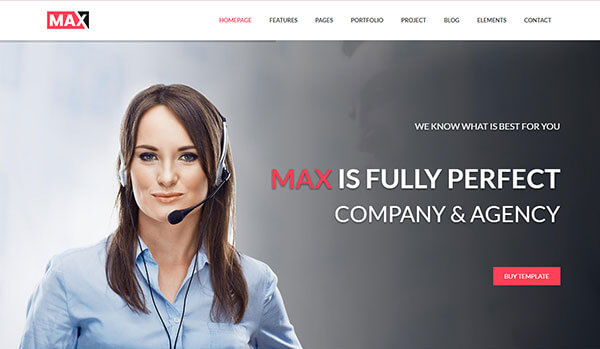 MAX
HOMEPAGE FEATURES PAGES PORTFOLIO PROJECT BLOG ELEMENTS CONTACT
WE KNOW WHAT IS BEST FOR YOU
MAX IS FULLY PERFECT
COMPANY & AGENCY
BUY TEMPLATE